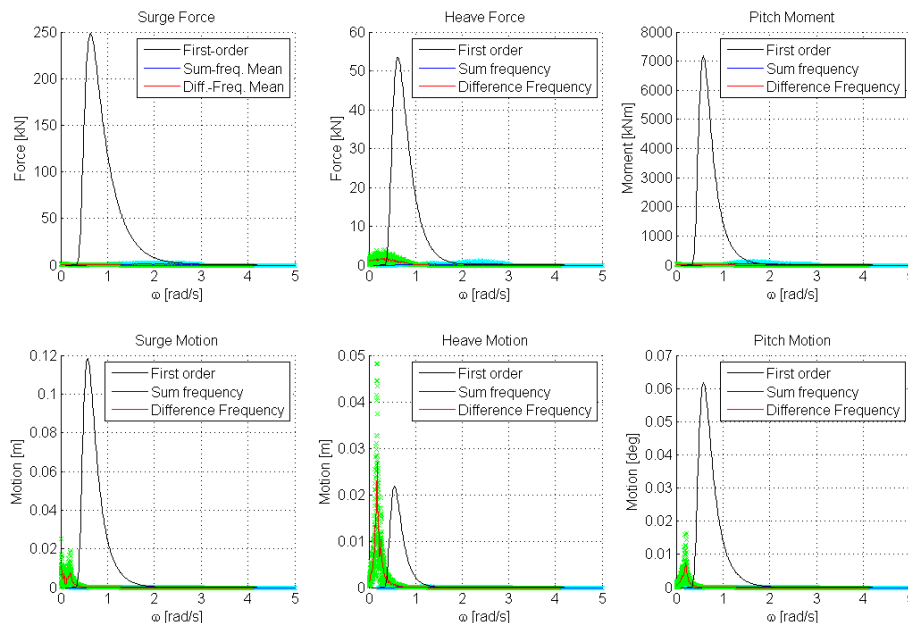 Surge Force
Heave Force
Pitch Moment
250
200
150
100
50
0
Force [kN]
First-order
Sum-freq. Mean
Diff.-Freq. Mean
0 1 2 3 4 5
ω [rad/s]
60
50
40
30
20
10
0
Force [kN]
First order
Sum frequency
Difference Frequency
0 1 2 3 4 5
ω [rad/s]
8000
7000
6000
5000
4000
3000
2000
1000
0
Moment [kNm]
First order
Sum frequency
Difference Frequency
0 1 2 3 4 5
ω [rad/s]
Surge Motion
Heave Motion
Pitch Motion
0.12
0.1
0.08
0.06
0.04
0.02
0
Motion [m]
First order
Sum frequency
Difference Frequency
0 1 2 3 4 5
ω [rad/s]
0.05
0.04
0.03
0.02
0.01
0
Motion [m]
First order
Sum frequency
Difference Frequency
0 1 2 3 4 5
ω [rad/s]
0.07
0.06
0.05
0.04
0.03
0.02
0.01
0
Motion [deg]
First order
Sum frequency
Difference Frequency
0 1 2 3 4 5
ω [rad/s]